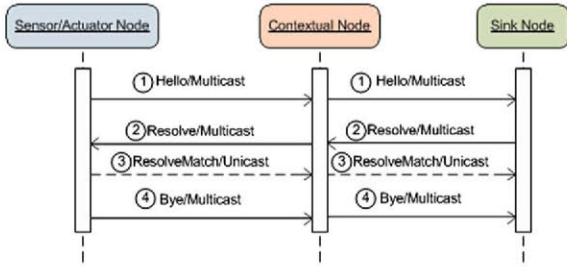 Sensor/Actuator Node
Contextual Node
Sink Node
1 Hello/Multicast
1 Hello/Multicast
2 Resolve/Multicast
2 Resolve/Multicast
3 ResolveMatch/Unicast
3 ResolveMatch/Unicast
4 Bye/Multicast
4 Bye/Multicast